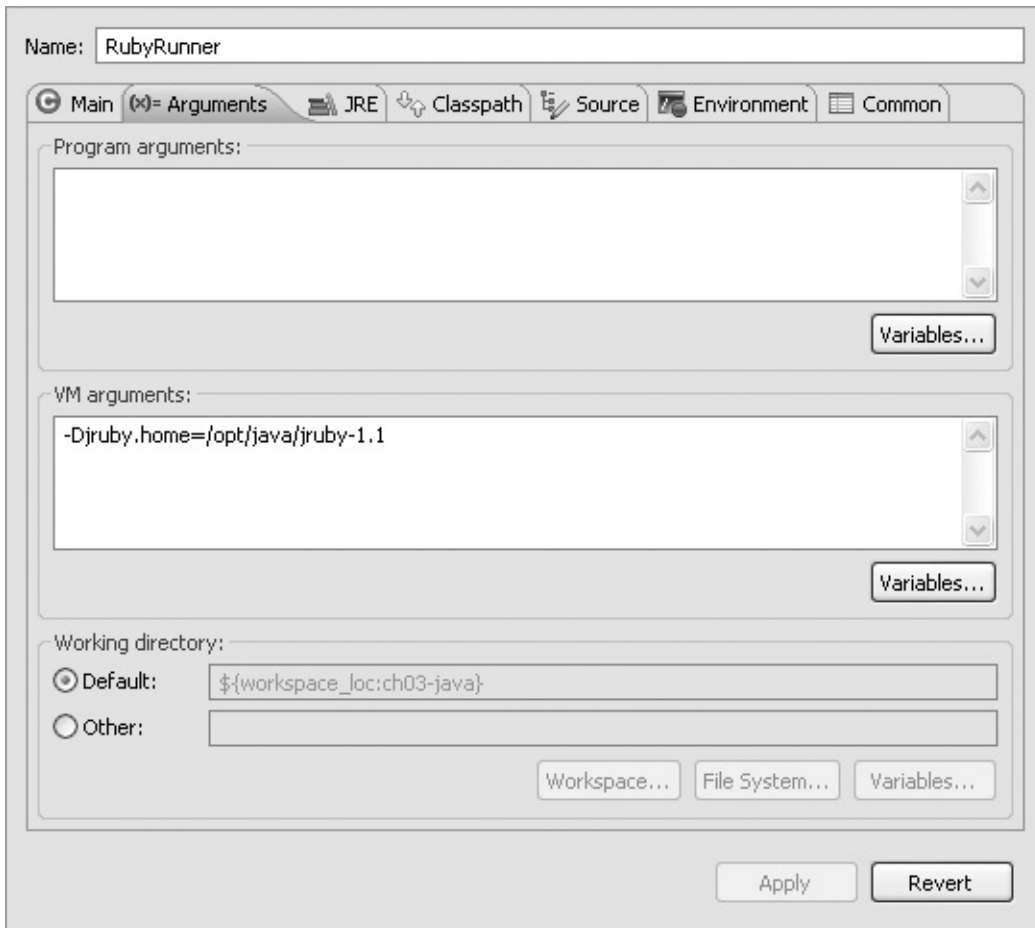 Name: RubyRunner
Main (x)= Arguments JRE Classpath Source Environment Common
Program arguments:
Variables...
VM arguments:
-Djruby.home=/opt/java/jruby-1.1
Variables...
Working directory:
Default: ${workspace_loc:ch03-java}
Other:
Workspace... File System... Variables...
Apply Revert